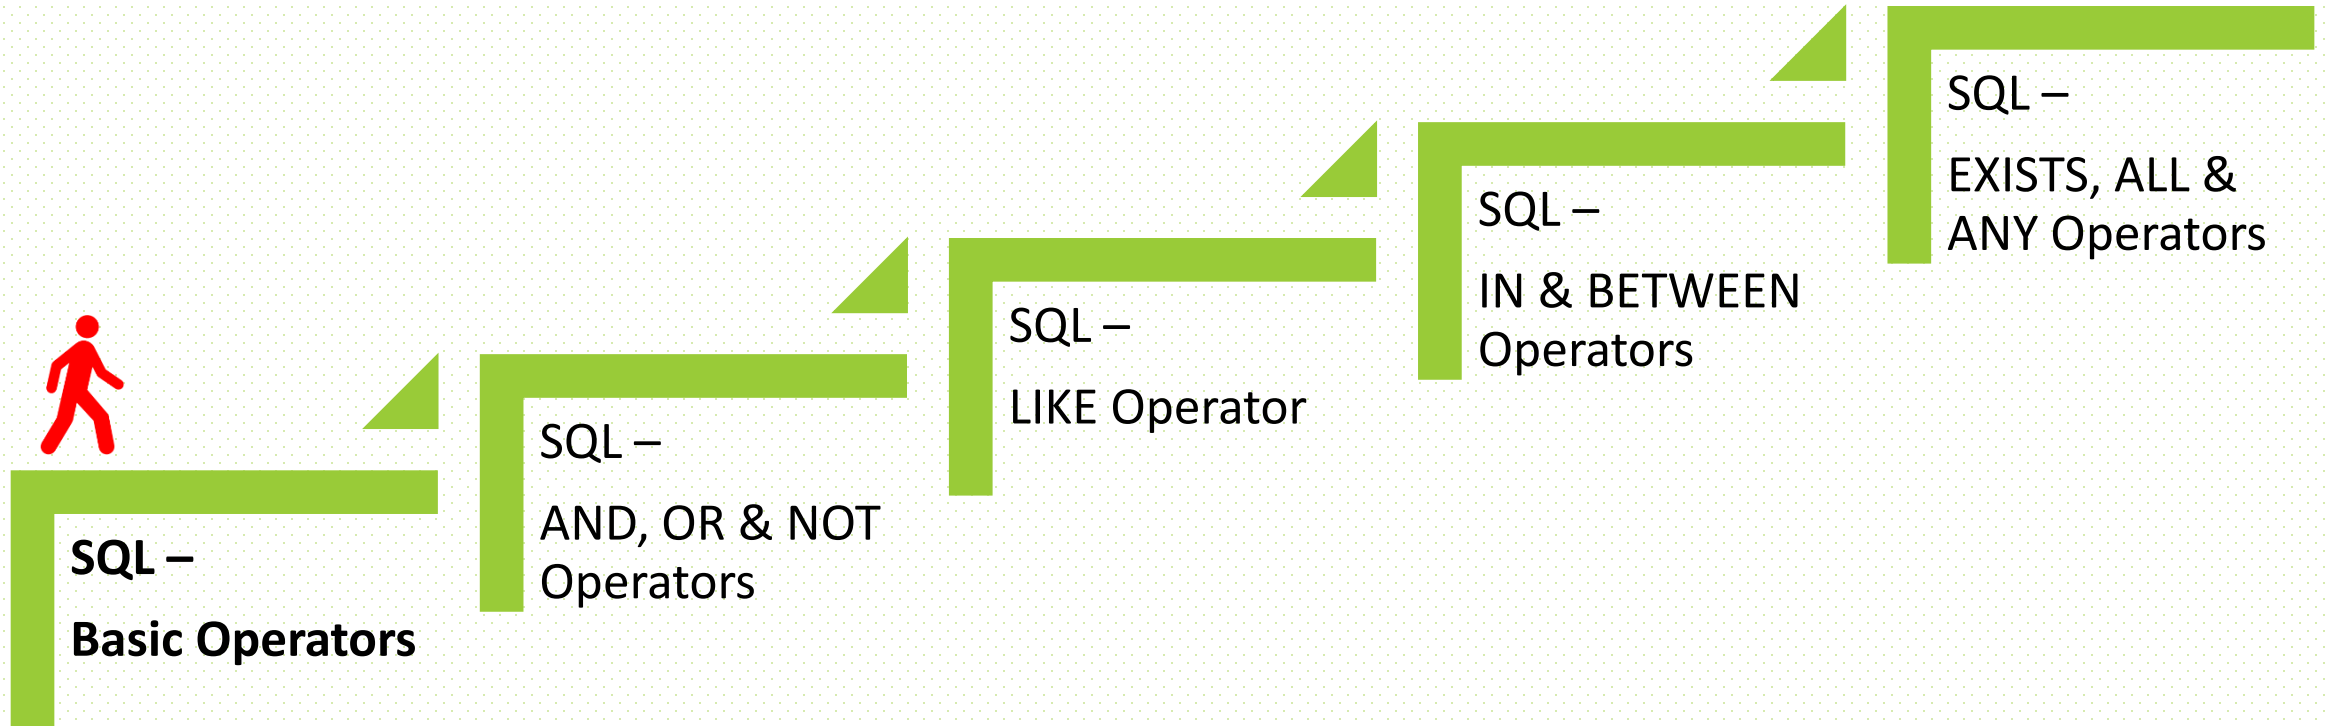 SQL –
Basic Operators
SQL –
AND, OR & NOT
Operators
SQL –
LIKE Operator
SQL –
IN & BETWEEN
Operators
SQL –
EXISTS, ALL &
ANY Operators